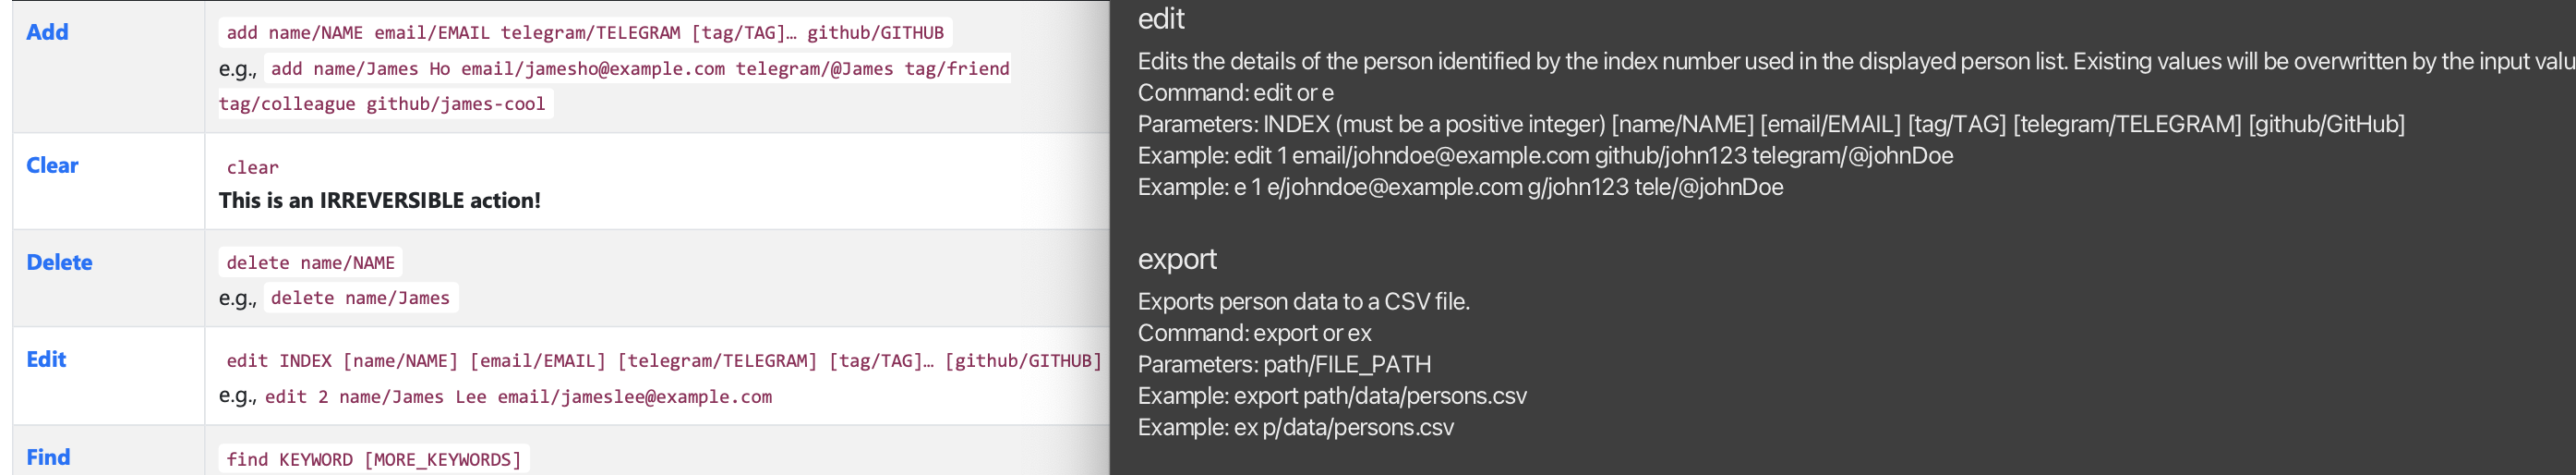 Add
add name/NAME email/EMAIL telegram/TELEGRAM [tag/TAG]… github/GITHUB
e.g., add name/James Ho email/jamesho@example.com telegram/@James tag/friend
tag/colleague github/james-cool
Clear
clear
This is an IRREVERSIBLE action!
Delete
delete name/NAME
e.g., delete name/James
Edit
edit INDEX [name/NAME] [email/EMAIL] [telegram/TELEGRAM] [tag/TAG]… [github/GITHUB]
e.g., edit 2 name/James Lee email/jameslee@example.com
Find
find KEYWORD [MORE_KEYWORDS]
edit
Edits the details of the person identified by the index number used in the displayed person list. Existing values will be overwritten by the input valu
Command: edit or e
Parameters: INDEX (must be a positive integer) [name/NAME] [email/EMAIL] [tag/TAG] [telegram/TELEGRAM] [github/GitHub]
Example: edit 1 email/johndoe@example.com github/john123 telegram/@johnDoe
Example: e 1 e/johndoe@example.com g/john123 tele/@johnDoe
export
Exports person data to a CSV file.
Command: export or ex
Parameters: path/FILE_PATH
Example: export path/data/persons.csv
Example: ex p/data/persons.csv